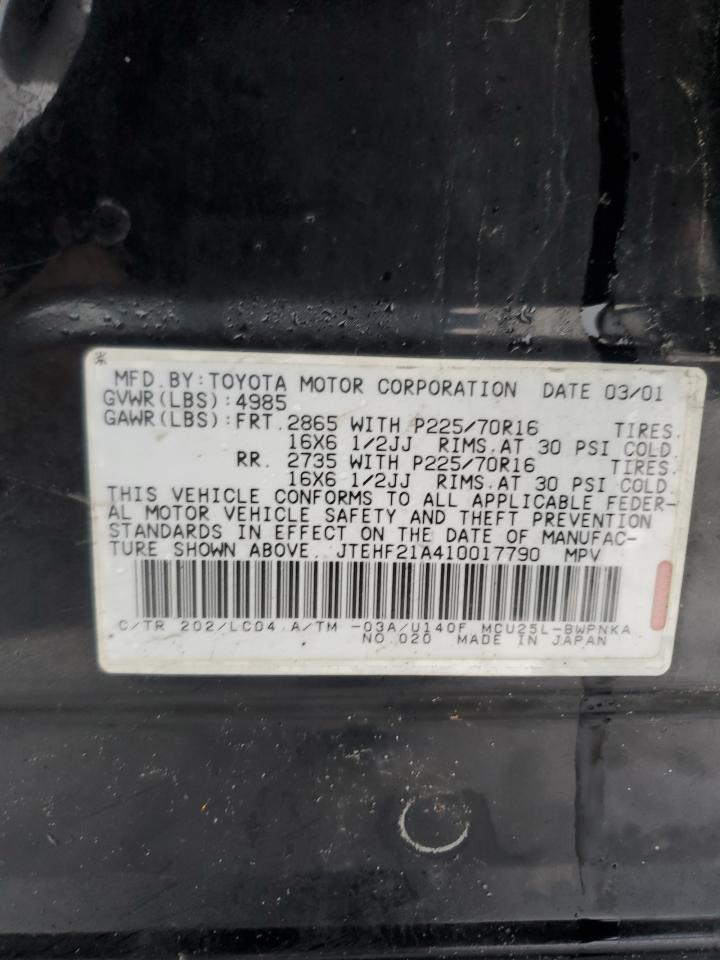 MFD. BY: TOYOTA MOTOR CORPORATION DATE 03/01
GVWR(LBS):4985
GAWR(LBS):FRT. 2865 WITH P225/70R16 TIRES.
16X6 1/2JJ RIMS. AT 30 PSI COLD.
RR. 2735 WITH P225/70R16 TIRES.
16X6 1/2JJ RIMS. AT 30 PSI COLD.
THIS VEHICLE CONFORMS TO ALL APPLICABLE FEDER-
AL MOTOR VEHICLE SAFETY AND THEFT PREVENTION
STANDARDS IN EFFECT ON THE DATE OF MANUFAC-
TURE SHOWN ABOVE. JTEHF21A410017790 MPV
C/TR 202/LC04 A/TM -03A/U140F MCU25L-BWPNKA
NO.020 MADE IN JAPAN